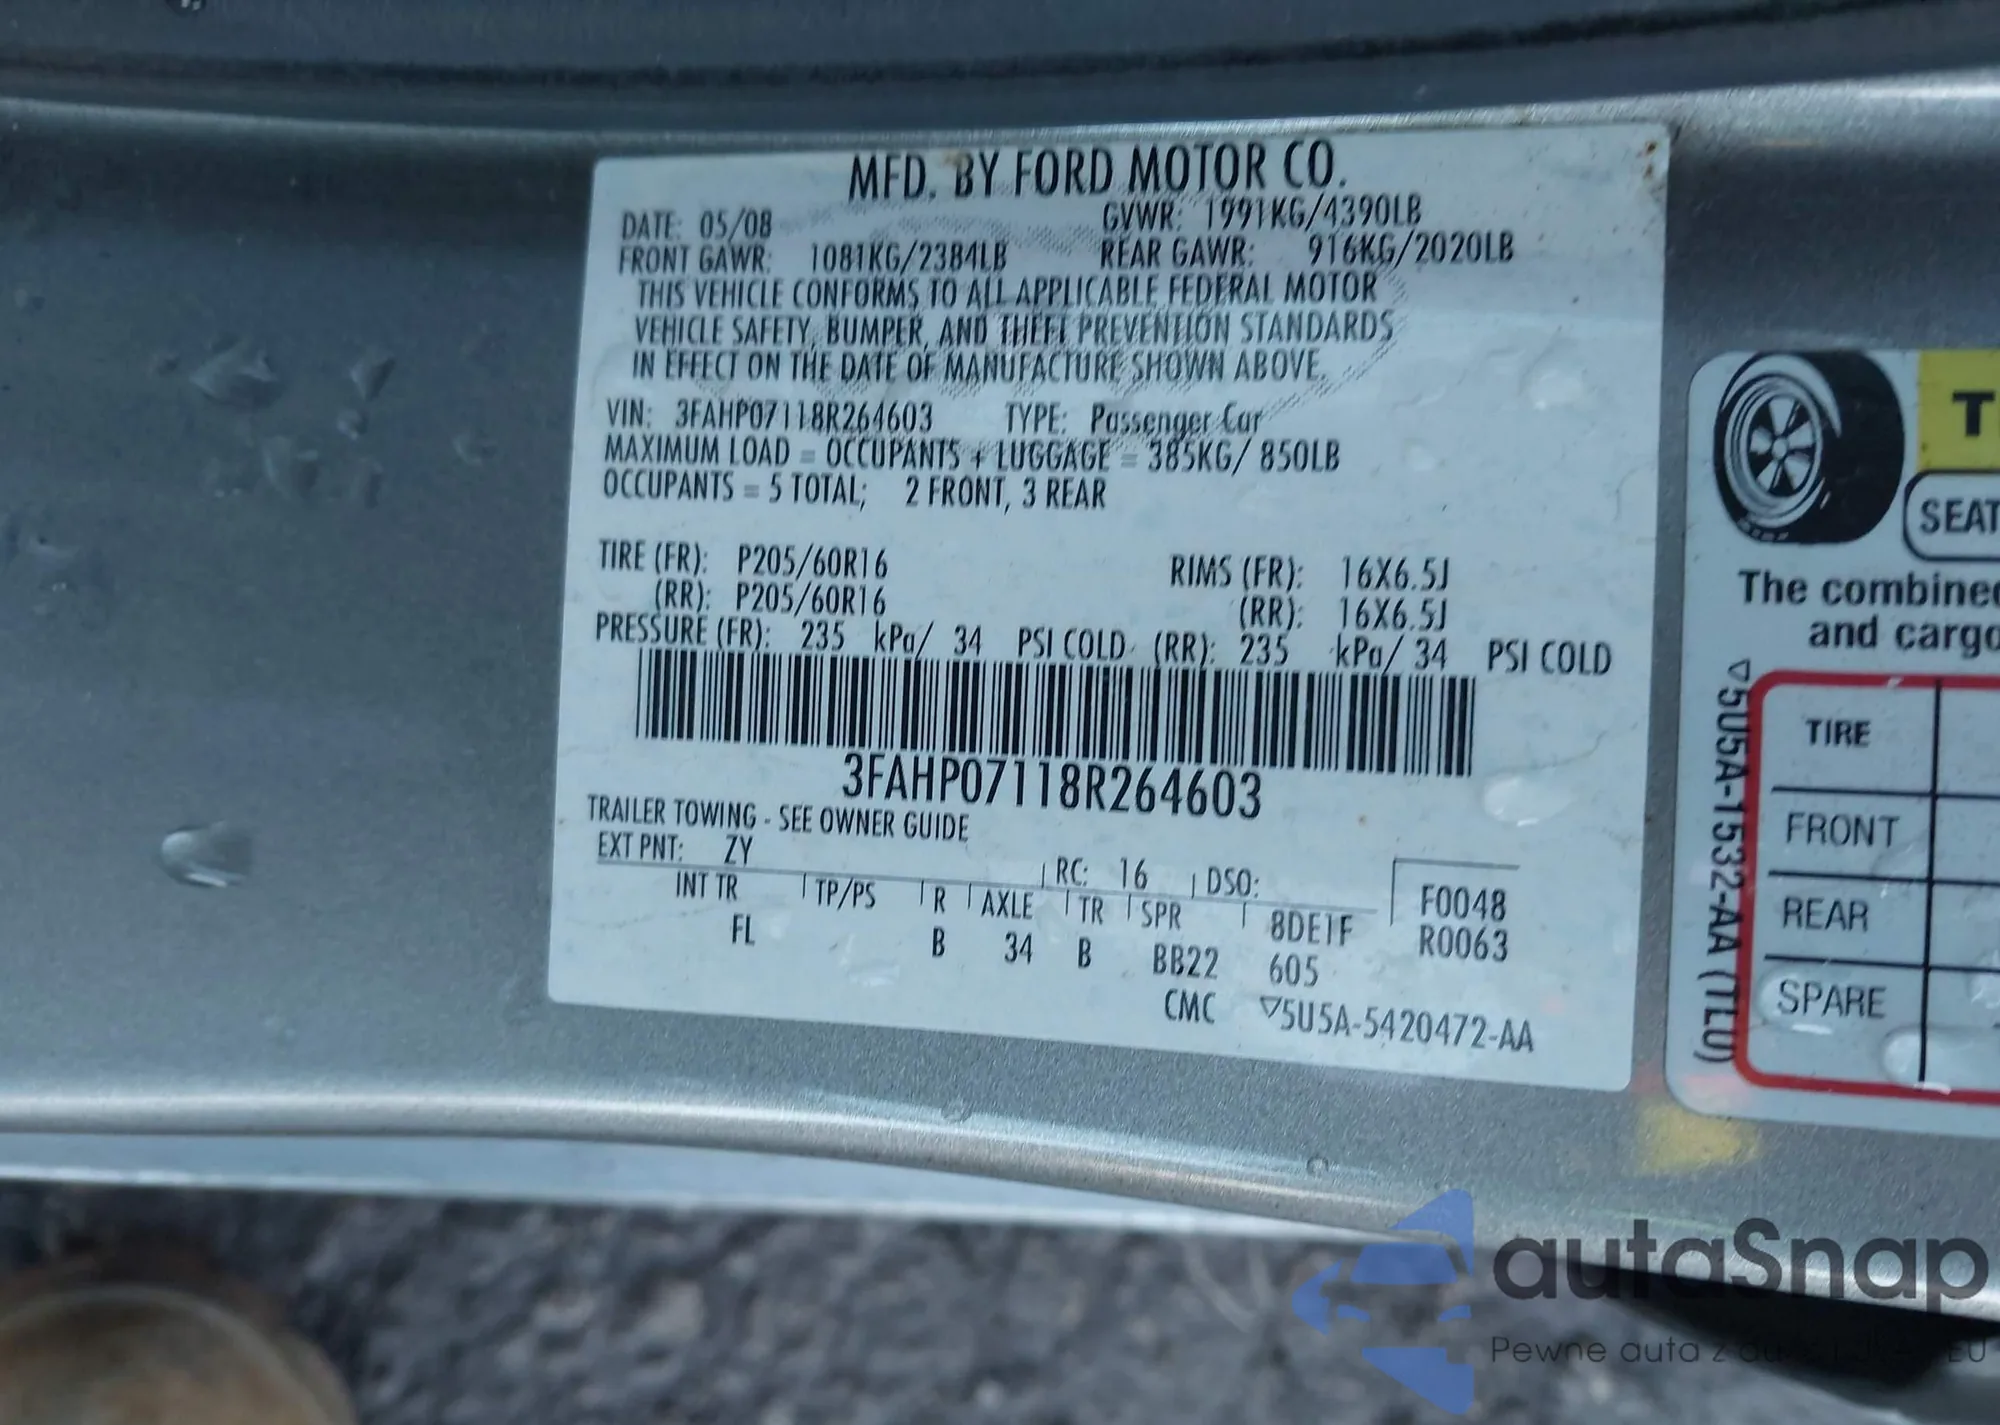 MFD. BY FORD MOTOR CO.
DATE: 05/08 GVWR: 1991KG/4390LB
FRONT GAWR: 1081KG/2384LB REAR GAWR: 916KG/2020LB
THIS VEHICLE CONFORMS TO ALL APPLICABLE FEDERAL MOTOR
VEHICLE SAFETY, BUMPER, AND THEFT PREVENTION STANDARDS
IN EFFECT ON THE DATE OF MANUFACTURE SHOWN ABOVE.
VIN: 3FAHP07118R264603 TYPE: Passenger Car
MAXIMUM LOAD = OCCUPANTS + LUGGAGE = 385KG/ 850LB
OCCUPANTS = 5 TOTAL; 2 FRONT, 3 REAR
TIRE (FR): P205/60R16 RIMS (FR): 16X6.5J
(RR): P205/60R16 (RR): 16X6.5J
PRESSURE (FR): 235 kPa/ 34 PSI COLD (RR): 235 kPa/ 34 PSI COLD
3FAHP07118R264603
TRAILER TOWING - SEE OWNER GUIDE
EXT PNT: ZY RC: 16 DSO: F0048
INT TR TP/PS R AXLE TR SPR 8DE1F R0063
FL B 34 B BB22 605
CMC ▽5U5A-5420472-AA
SEAT
The combined
and cargo
▽5U5A-1532-AA (TL0)
TIRE
FRONT
REAR
SPARE
autaSnap
Pewne auta z
EU